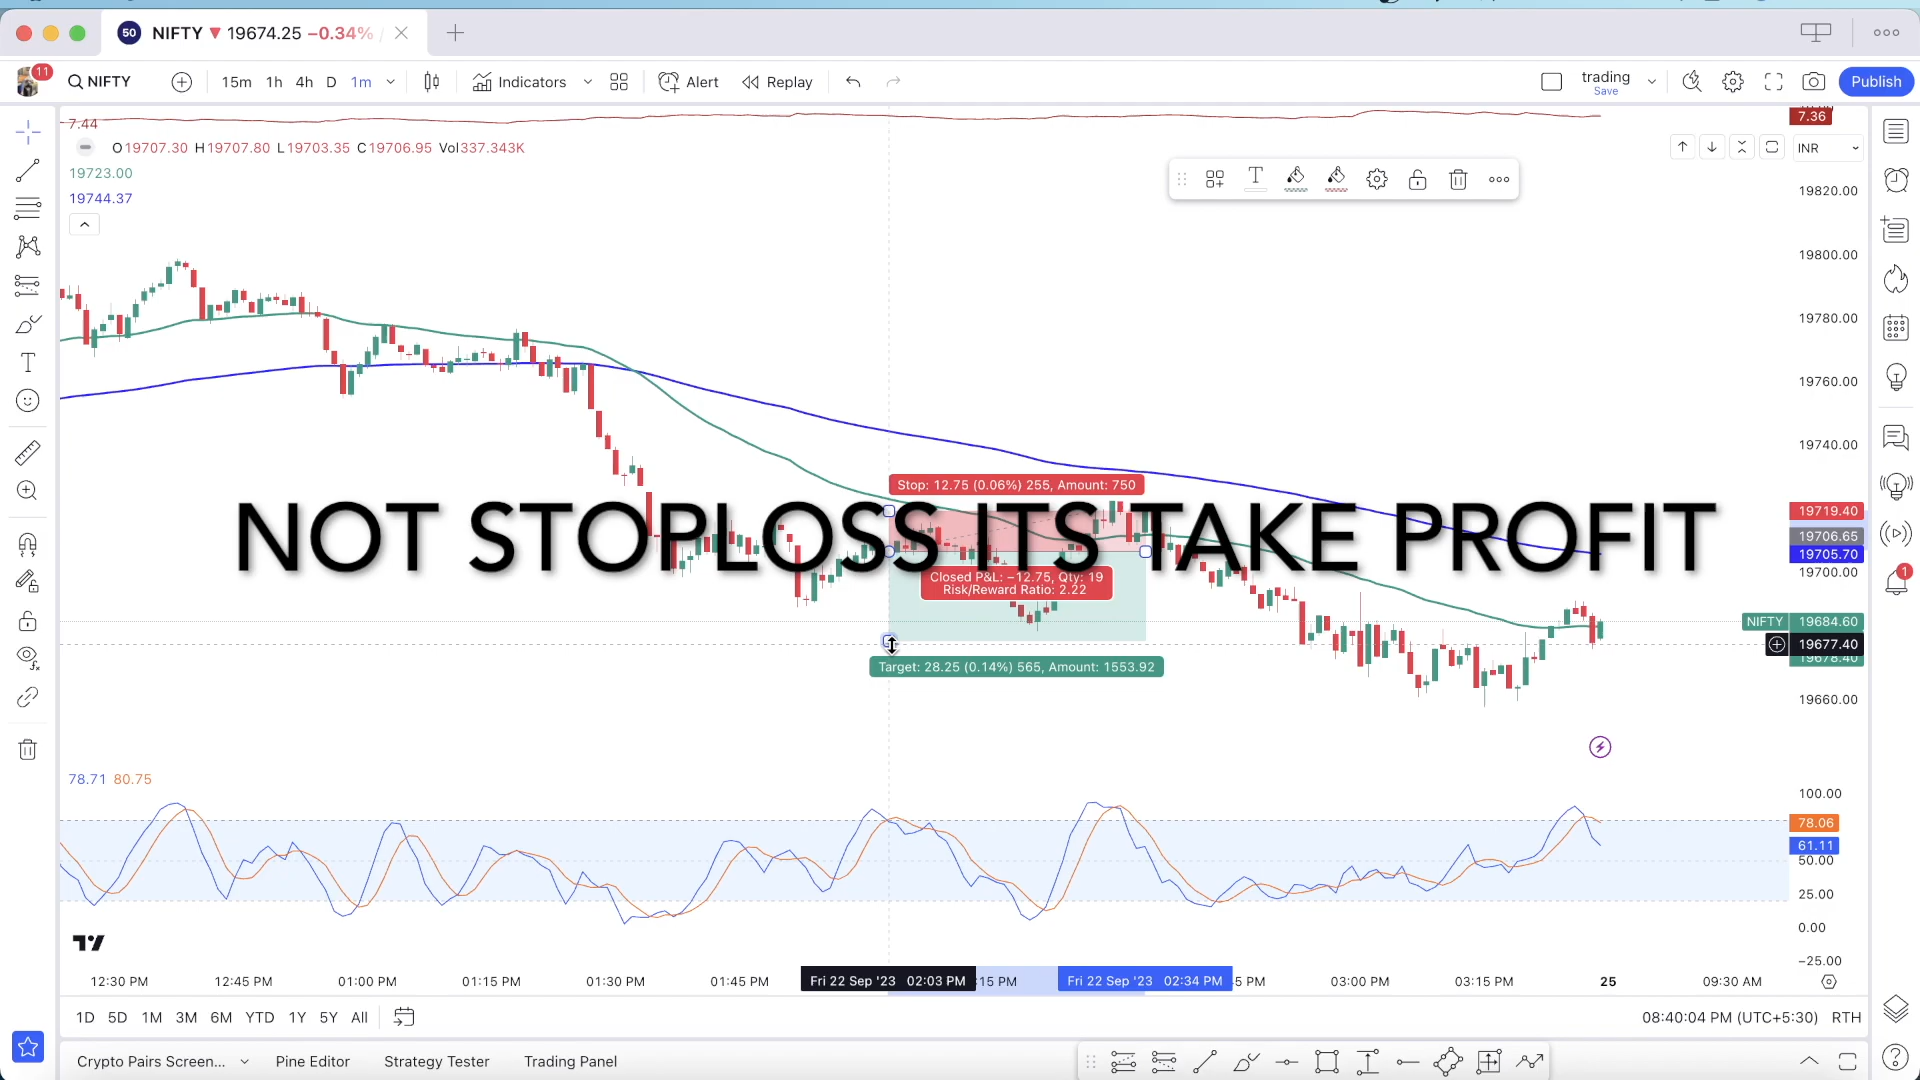 50 NIFTY ▼ 19674.25 −0.34% /
11 NIFTY 15m 1h 4h D 1m Indicators Alert Replay trading Save Publish
7.44
7.36
O19707.30 H19707.80 L19703.35 C19706.95 Vol337.343K
INR
19723.00
19744.37
19820.00
19800.00
19780.00
19760.00
19740.00
Stop: 12.75 (0.06%) 255, Amount: 750
NOT STOPLOSS ITS TAKE PROFIT
19719.40
19706.65
19705.70
19700.00
Closed P&L: −12.75, Qty: 19
Risk/Reward Ratio: 2.22
1
NIFTY 19684.60
19677.40
19678.40
Target: 28.25 (0.14%) 565, Amount: 1553.92
19660.00
78.71 80.75
100.00
78.06
61.11
50.00
25.00
0.00
−25.00
12:30 PM 12:45 PM 01:00 PM 01:15 PM 01:30 PM 01:45 PM Fri 22 Sep '23 02:03 PM :15 PM Fri 22 Sep '23 02:34 PM 5 PM 03:00 PM 03:15 PM 25 09:30 AM
1D 5D 1M 3M 6M YTD 1Y 5Y All 08:40:04 PM (UTC+5:30) RTH
Crypto Pairs Screen... Pine Editor Strategy Tester Trading Panel